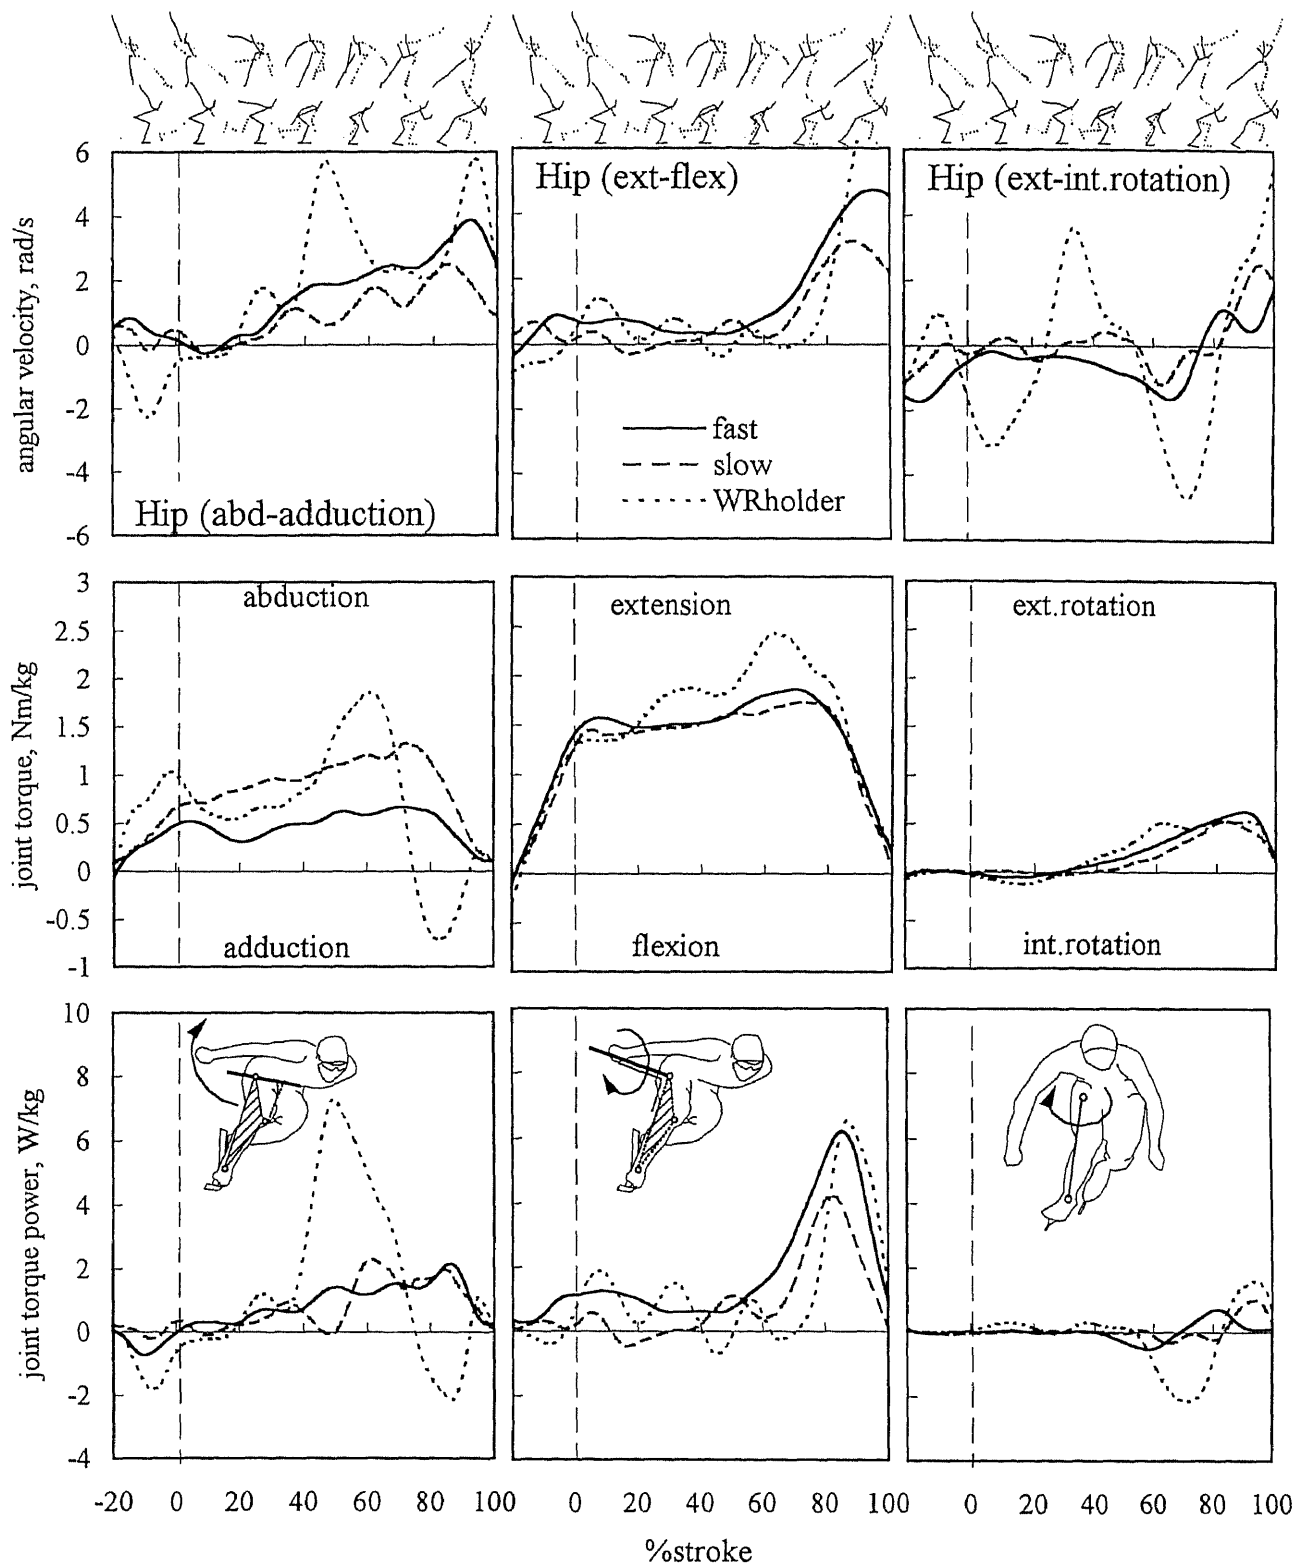 6
4
2
0
-2
-4
-6
angular velocity, rad/s
Hip (abd-adduction)
Hip (ext-flex)
fast
slow
WRholder
Hip (ext-int.rotation)
3
2.5
2
1.5
1
0.5
0
-0.5
-1
joint torque, Nm/kg
abduction
adduction
extension
flexion
ext.rotation
int.rotation
10
8
6
4
2
0
-2
-4
joint torque power, W/kg
-20 0 20 40 60 80 100
0 20 40 60 80 100
0 20 40 60 80 100
%stroke